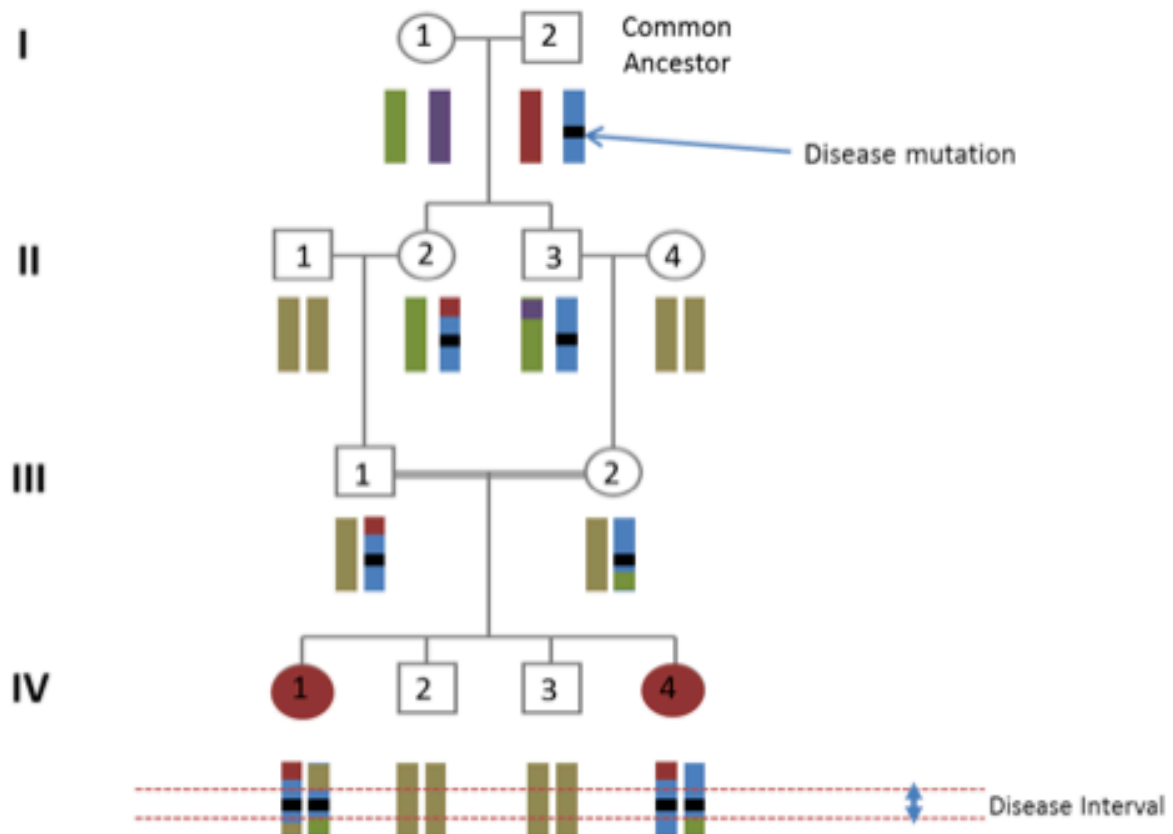 I
1
2
Common
Ancestor
Disease mutation
II
1
2
3
4
III
1
2
IV
1
2
3
4
Disease Interval